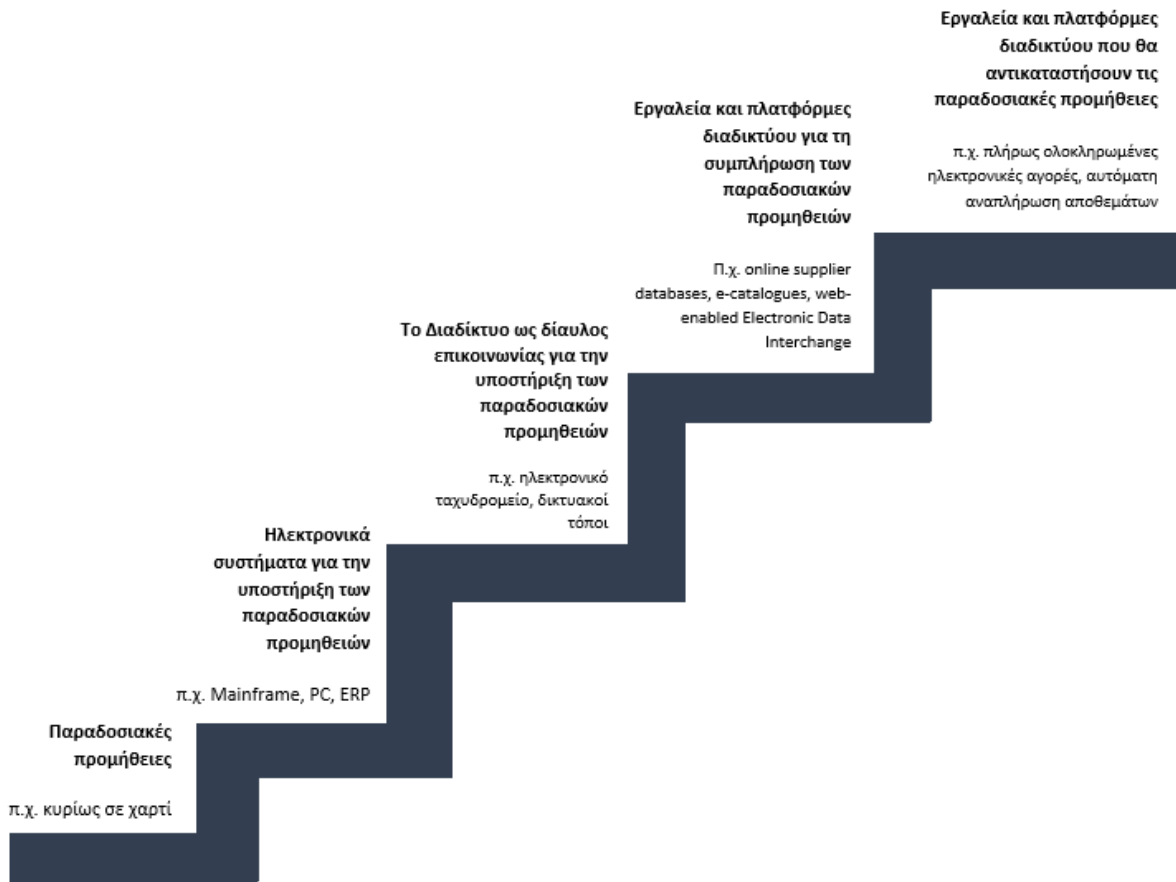 Εργαλεία και πλατφόρμες
διαδικτύου που θα
αντικαταστήσουν τις
παραδοσιακές προμήθειες
π.χ. πλήρως ολοκληρωμένες
ηλεκτρονικές αγορές, αυτόματη
αναπλήρωση αποθεμάτων
Εργαλεία και πλατφόρμες
διαδικτύου για τη
συμπλήρωση των
παραδοσιακών
προμηθειών
Π.χ. online supplier
databases, e-catalogues, web-
enabled Electronic Data
Interchange
Το Διαδίκτυο ως δίαυλος
επικοινωνίας για την
υποστήριξη των
παραδοσιακών
προμηθειών
π.χ. ηλεκτρονικό
ταχυδρομείο, δικτυακοί
τόποι
Ηλεκτρονικά
συστήματα για την
υποστήριξη των
παραδοσιακών
προμηθειών
π.χ. Mainframe, PC, ERP
Παραδοσιακές
προμήθειες
π.χ. κυρίως σε χαρτί